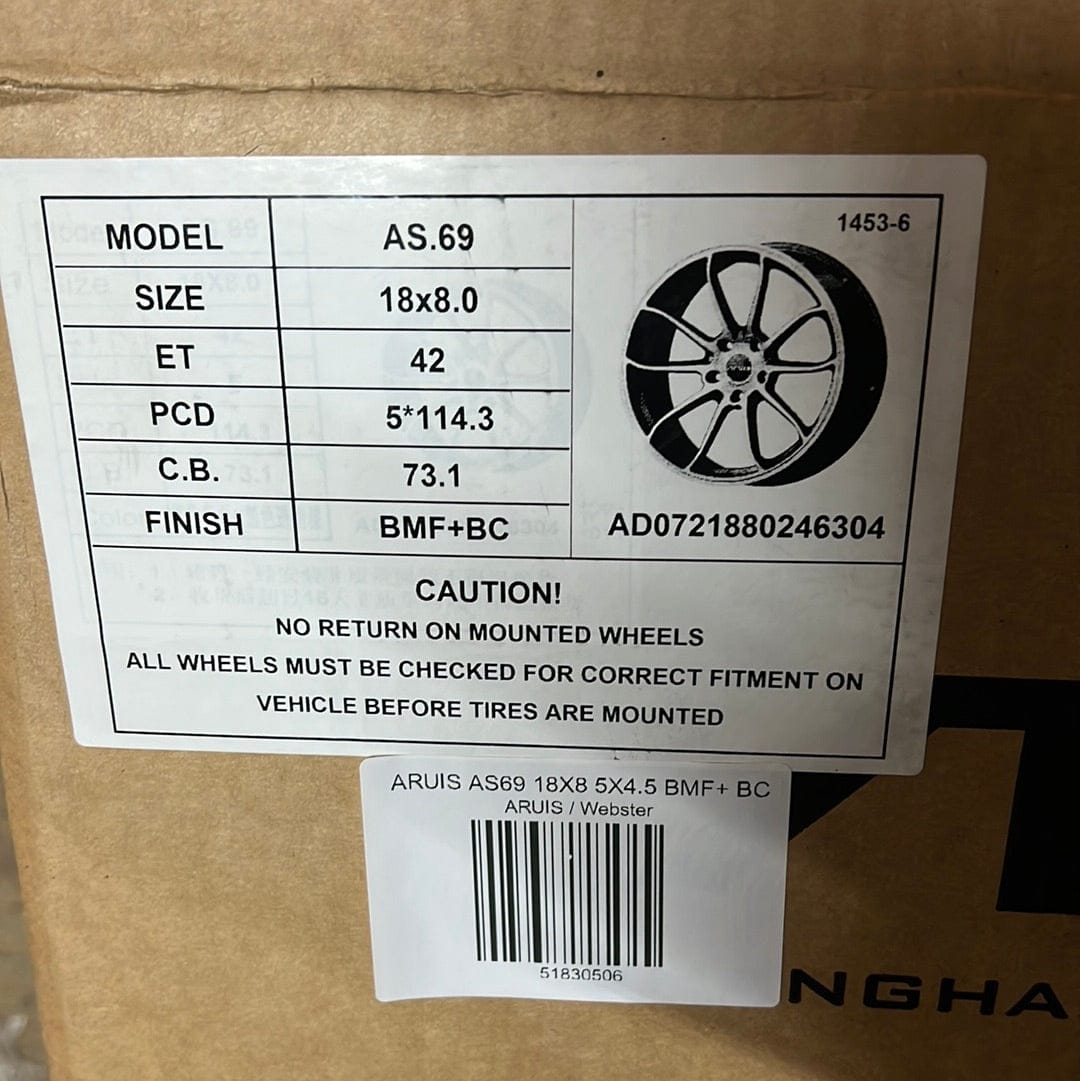 MODEL AS.69
SIZE 18x8.0
ET 42
PCD 5*114.3
C.B. 73.1
FINISH BMF+BC
1453-6
AD0721880246304
CAUTION!
NO RETURN ON MOUNTED WHEELS
ALL WHEELS MUST BE CHECKED FOR CORRECT FITMENT ON
VEHICLE BEFORE TIRES ARE MOUNTED
ARUIS AS69 18X8 5X4.5 BMF+ BC
ARUIS / Webster
51830506
NGHA